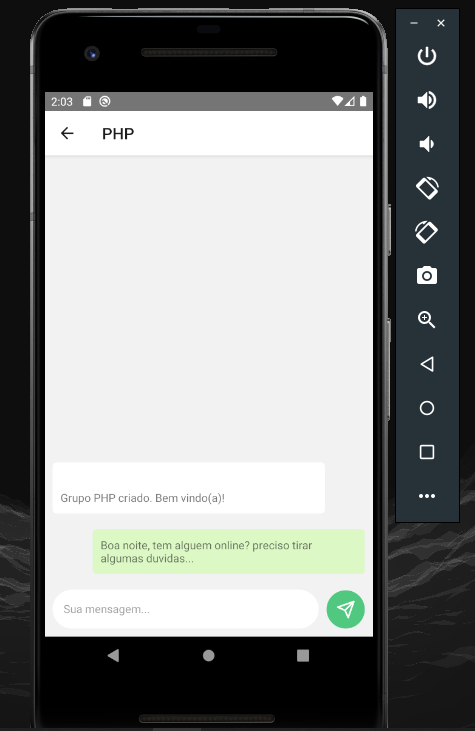 2:03
PHP
Grupo PHP criado. Bem vindo(a)!
Boa noite, tem alguem online? preciso tirar
algumas duvidas...
Sua mensagem...